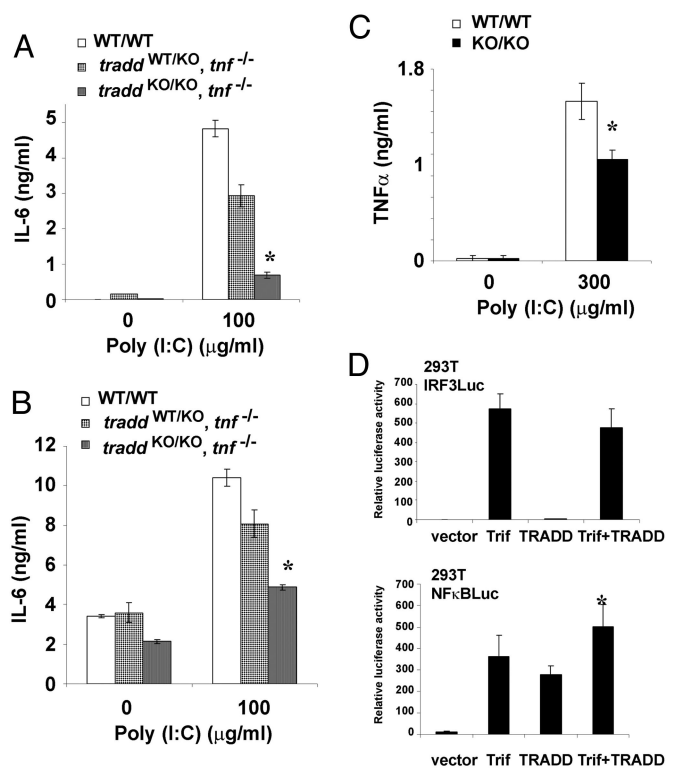 A
WT/WT
tradd WT/KO, tnf -/-
tradd KO/KO, tnf -/-
IL-6 (ng/ml)
5
4
3
2
1
0
*
0 100
Poly (I:C) (μg/ml)
B
WT/WT
tradd WT/KO, tnf -/-
tradd KO/KO, tnf -/-
IL-6 (ng/ml)
12
10
8
6
4
2
0
*
0 100
Poly (I:C) (μg/ml)
C
WT/WT
KO/KO
TNFα (ng/ml)
1.8
1
0
*
0 300
Poly (I:C) (μg/ml)
D
293T
IRF3Luc
Relative luciferase activity
700
600
500
400
300
200
100
0
vector Trif TRADD Trif+TRADD
293T
NFκBLuc
Relative luciferase activity
700
600
500
400
300
200
100
0
*
vector Trif TRADD Trif+TRADD